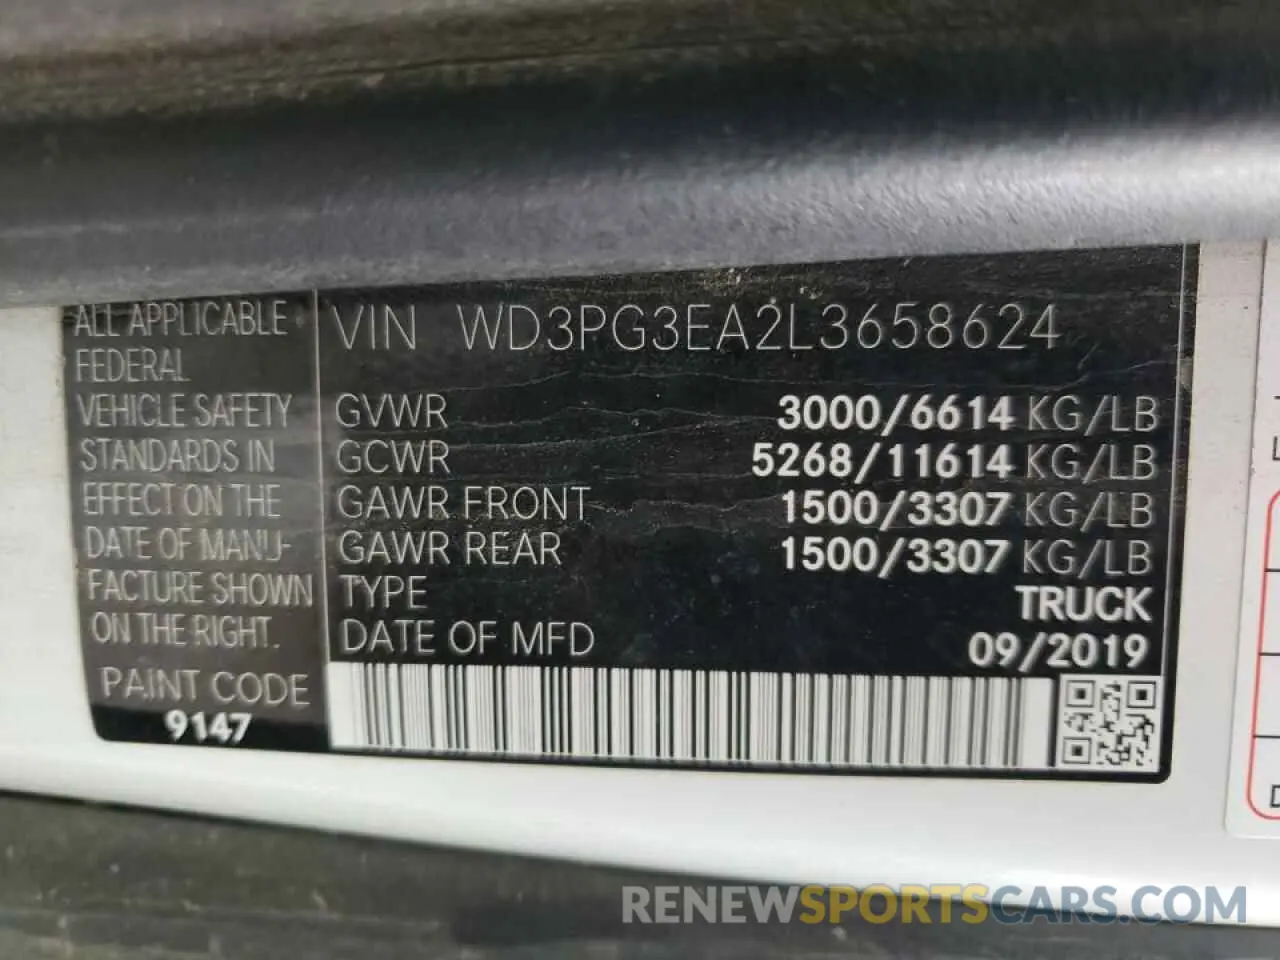 ALL APPLICABLE
FEDERAL
VEHICLE SAFETY
STANDARDS IN
EFFECT ON THE
DATE OF MANU-
FACTURE SHOWN
ON THE RIGHT.
PAINT CODE
9147
VIN WD3PG3EA2L3658624
GVWR 3000/6614 KG/LB
GCWR 5268/11614 KG/LB
GAWR FRONT 1500/3307 KG/LB
GAWR REAR 1500/3307 KG/LB
TYPE TRUCK
DATE OF MFD 09/2019
RENEWSPORTSCARS.COM